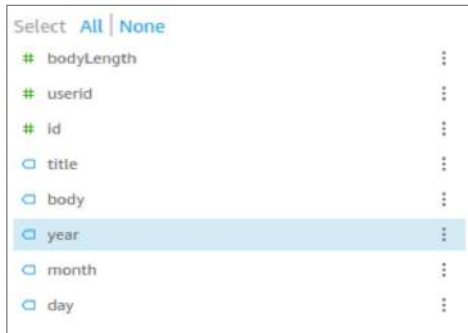 Select All | None
# bodyLength
# userid
# id
title
body
year
month
day